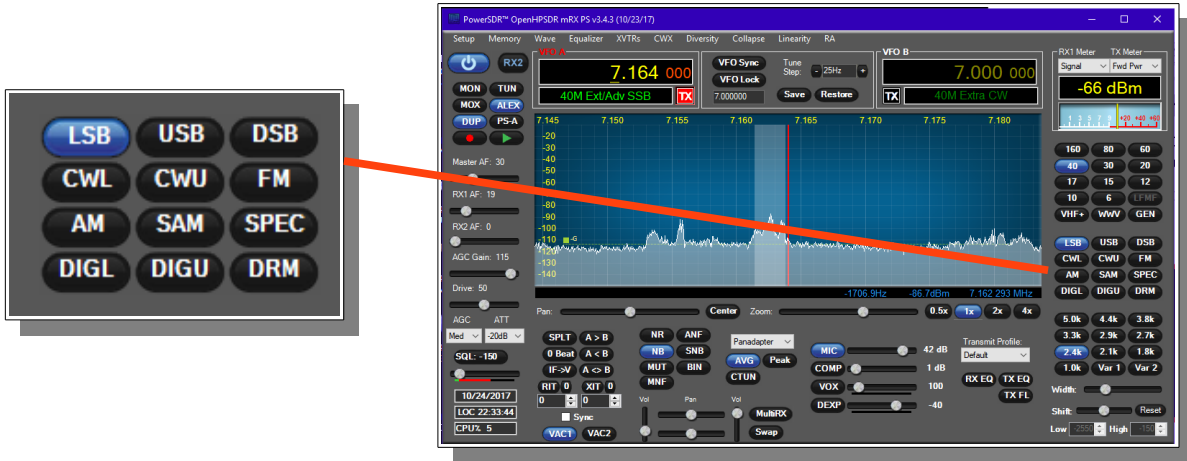 LSB USB DSB
CWL CWU FM
AM SAM SPEC
DIGL DIGU DRM
PowerSDR™ OpenHPSDR mRX PS v3.4.3 (10/23/17)
Setup Memory Wave Equalizer XVTRs CWX Diversity Collapse Linearity RA
RX2
MON TUN
MOX ALEX
DUP PS-A
Master AF: 30
RX1 AF: 19
RX2 AF: 0
AGC Gain: 115
Drive: 50
AGC ATT
Med -20dB
SQL: -150
10/24/2017
LOC 22:33:44
CPU% 5
VFO A
7.164 000
40M Ext/Adv SSB TX
VFO Sync
VFO Lock
7.000000
Tune
Step: - 25Hz +
Save Restore
VFO B
7.000 000
TX 40M Extra CW
7.145 7.150 7.155 7.160 7.165 7.170 7.175 7.180
-20
-30
-40
-50
-60
-80
-90
-100
-110 -G
-120
-130
-140
-1706.9Hz -86.7dBm 7.162 293 MHz
Pan: Center Zoom: 0.5x 1x 2x 4x
SPLT A > B
0 Beat A < B
IF->V A <> B
RIT 0 XIT 0
0 0
Sync
VAC1 VAC2
NR ANF
NB SNB
MUT BIN
MNF
Vol Pan Vol
MultiRX
Swap
Panadapter
AVG Peak
CTUN
MIC 42 dB
COMP 1 dB
VOX 100
DEXP -40
Transmit Profile:
Default
RX EQ TX EQ
TX FL
RX1 Meter TX Meter
Signal Fwd Pwr
-66 dBm
1 3 5 7 9 +20 +40 +60
160 80 60
40 30 20
17 15 12
10 6 LFMF
VHF+ WWV GEN
LSB USB DSB
CWL CWU FM
AM SAM SPEC
DIGL DIGU DRM
5.0k 4.4k 3.8k
3.3k 2.9k 2.7k
2.4k 2.1k 1.8k
1.0k Var 1 Var 2
Width:
Shift: Reset
Low -2550 High -150